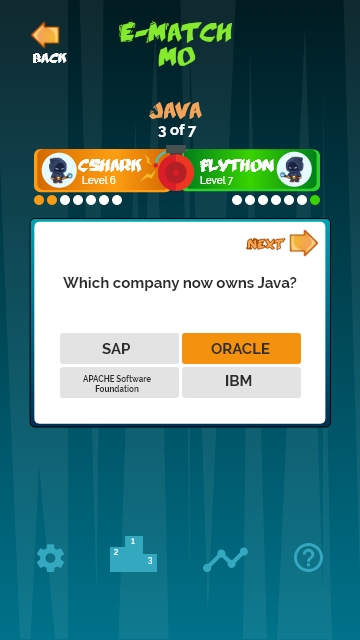 E-MATCH
MO
BACK
JAVA
3 of 7
CSHARK
Level 6
FLYTHON
Level 7
NEXT
Which company now owns Java?
SAP
ORACLE
APACHE Software
Foundation
IBM
1
2
3
?